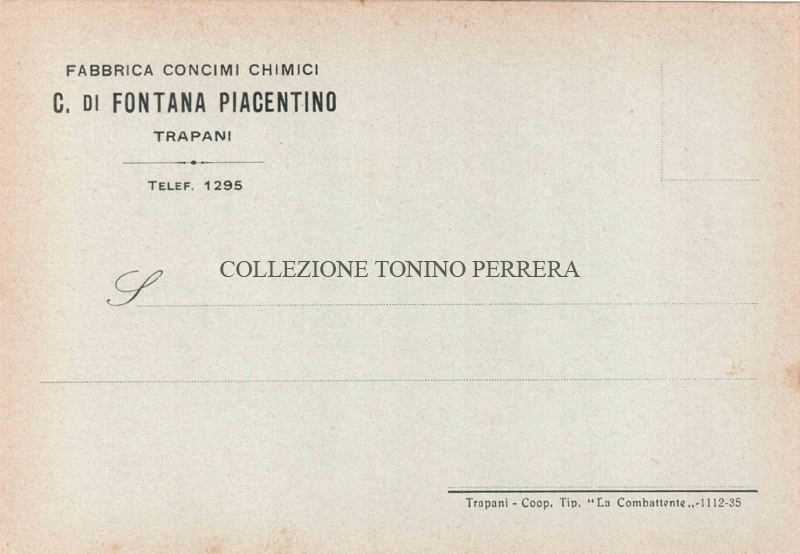 FABBRICA CONCIMI CHIMICI
C. DI FONTANA PIACENTINO
TRAPANI
TELEF. 1295
COLLEZIONE TONINO PERRERA
S
Trapani - Coop. Tip. "La Combattente„-1112-35